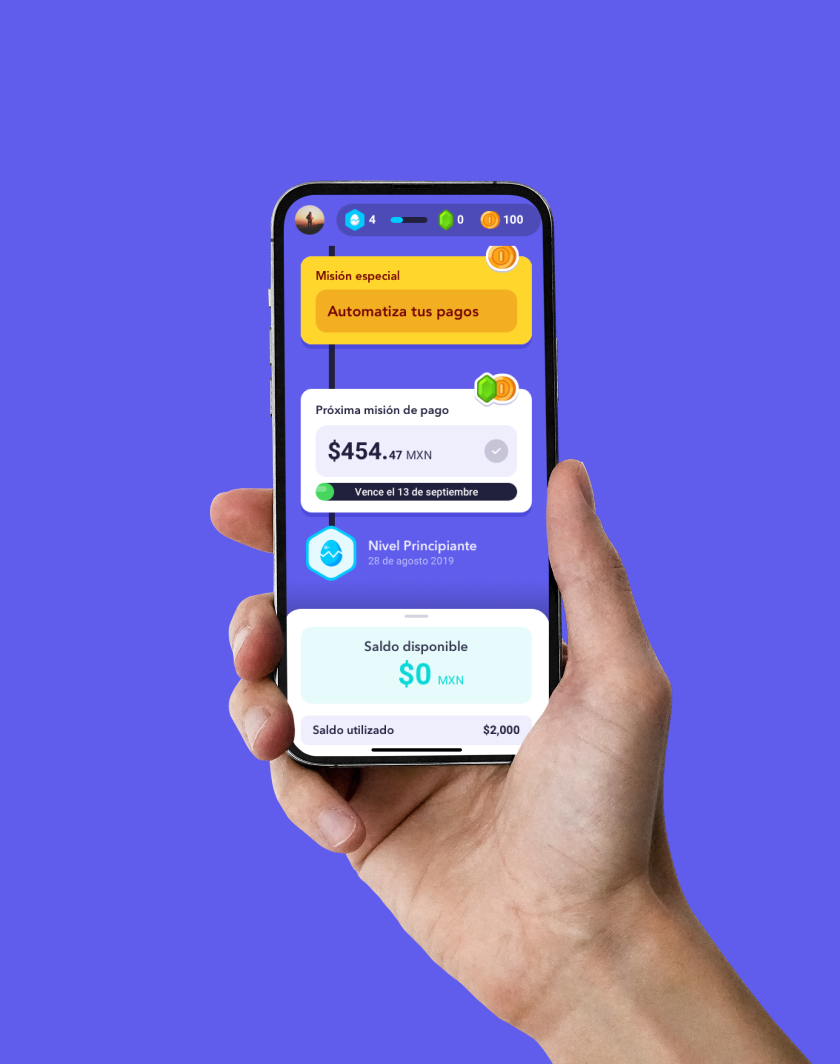 4 0 100
Misión especial
Automatiza tus pagos
Próxima misión de pago
$454.47 MXN
Vence el 13 de septiembre
Nivel Principiante
28 de agosto 2019
Saldo disponible
$0 MXN
Saldo utilizado $2,000